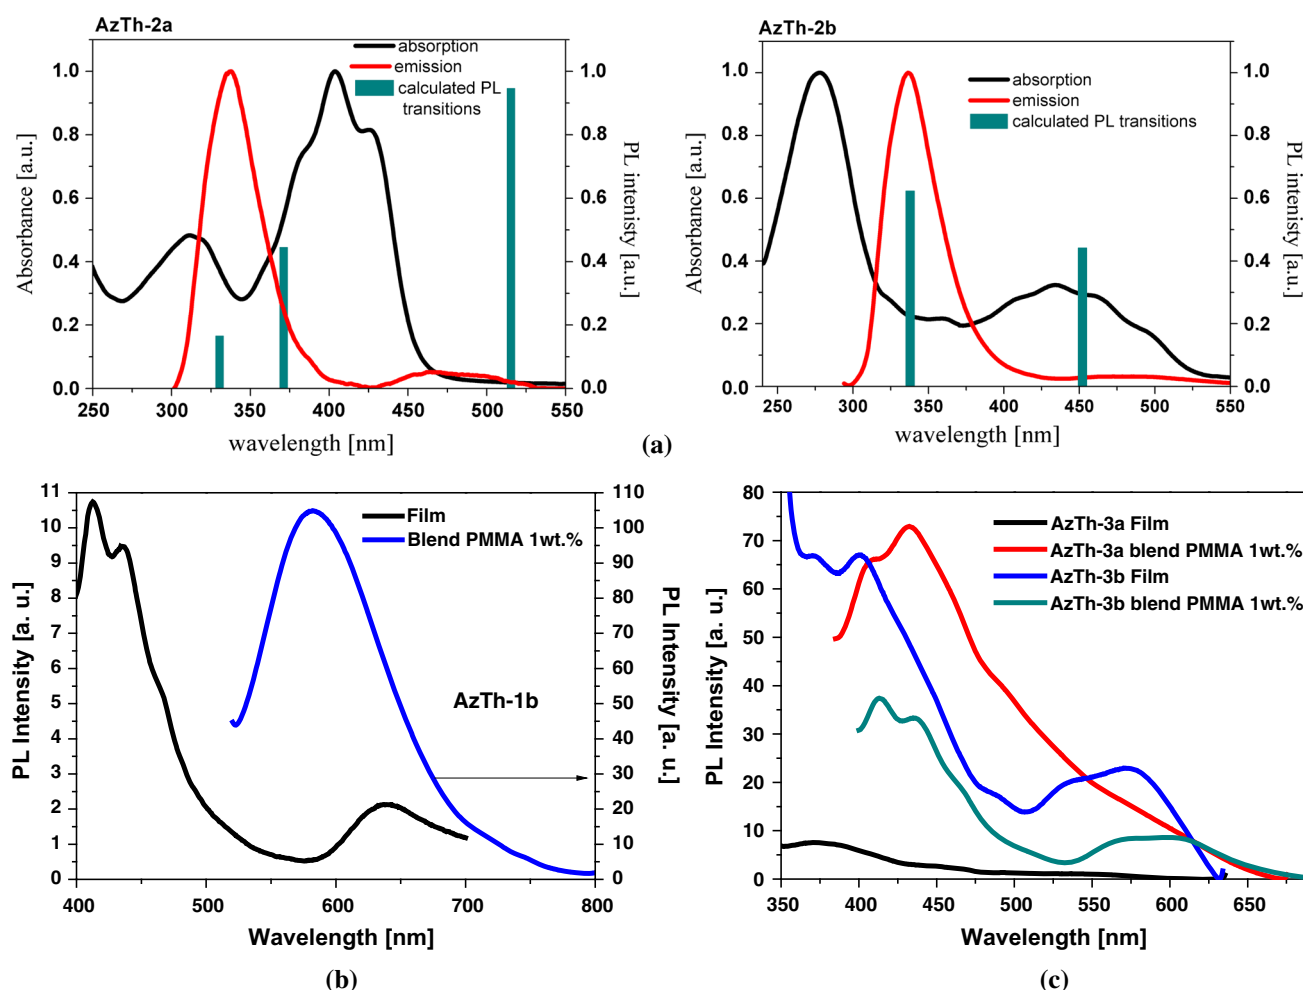 AzTh-2a
absorption
emission
calculated PL
transitions
1.0
0.8
0.6
0.4
0.2
0.0
Absorbance [a.u.]
1.0
0.8
0.6
0.4
0.2
0.0
PL intenisty [a.u.]
250 300 350 400 450 500 550
wavelength [nm]
AzTh-2b
absorption
emission
calculated PL transitions
1.0
0.8
0.6
0.4
0.2
0.0
Absorbance [a.u.]
1.0
0.8
0.6
0.4
0.2
0.0
PL intenisty [a.u.]
250 300 350 400 450 500 550
wavelength [nm]
(a)
11
10
9
8
7
6
5
4
3
2
1
0
PL Intensity [a. u.]
Film
Blend PMMA 1wt.%
AzTh-1b
110
100
90
80
70
60
50
40
30
20
10
0
PL Intensity [a. u.]
400 500 600 700 800
Wavelength [nm]
(b)
80
70
60
50
40
30
20
10
0
PL Intensity [a. u.]
AzTh-3a Film
AzTh-3a blend PMMA 1wt.%
AzTh-3b Film
AzTh-3b blend PMMA 1wt.%
350 400 450 500 550 600 650
Wavelength [nm]
(c)